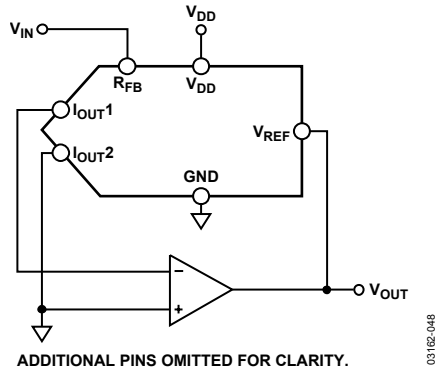 VDD
VIN
RFB
VDD
IOUT1
VREF
IOUT2
GND
−
+
VOUT
03162-048
ADDITIONAL PINS OMITTED FOR CLARITY.